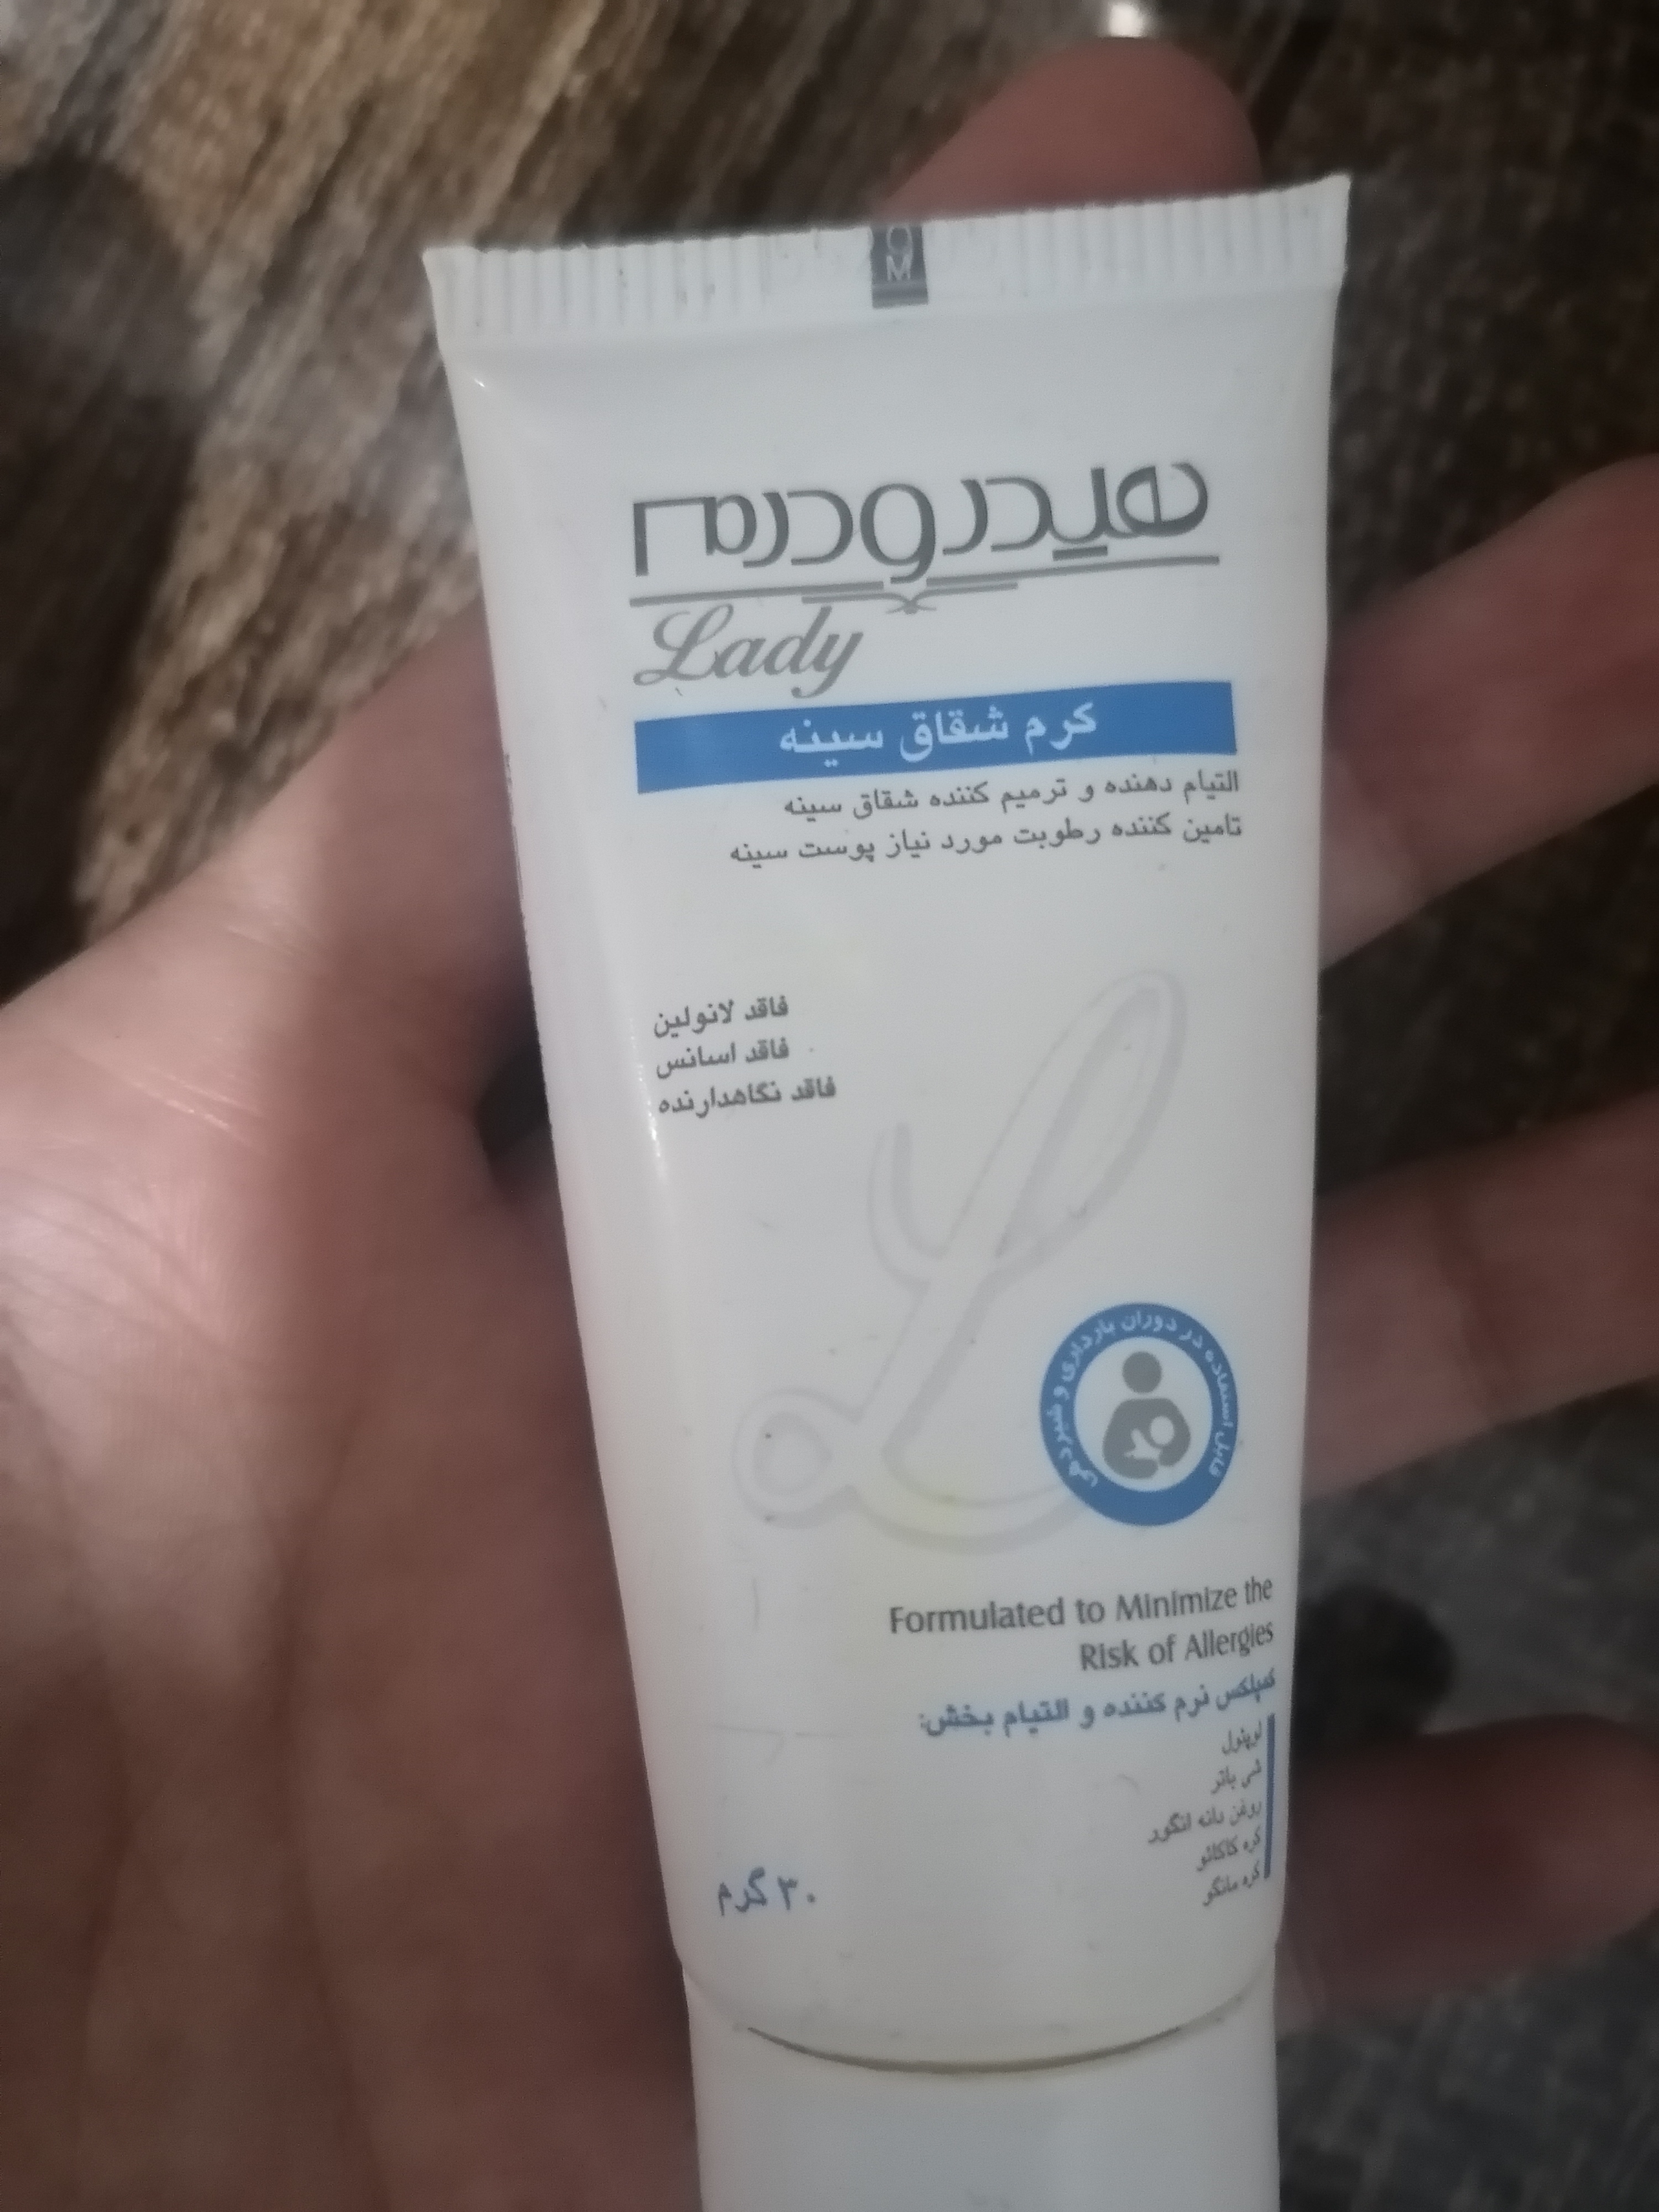 OM
هیدرودرم
Lady
کرم شقاق سینه
التیام دهنده و ترمیم کننده شقاق سینه
تامین کننده رطوبت مورد نیاز پوست سینه
فاقد لانولین
فاقد اسانس
فاقد نگاهدارنده
قابل استفاده در دوران بارداری و شیردهی
Formulated to Minimize the
Risk of Allergies
کمپلکس نرم کننده و التیام بخش:
لوپئول
شی باتر
روغن دانه انگور
کره کاکائو
کره مانگو
۳۰ گرم